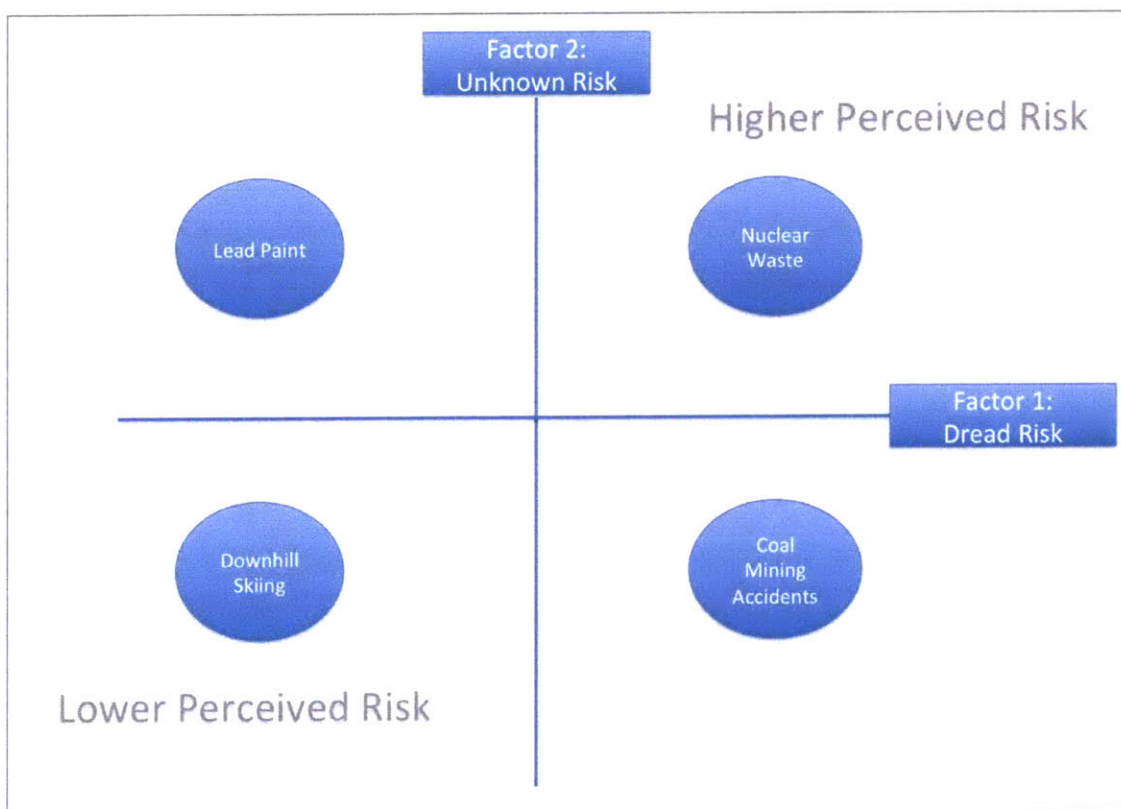 Factor 2:
Unknown Risk
Higher Perceived Risk
Lead Paint
Nuclear
Waste
Factor 1:
Dread Risk
Downhill
Skiing
Coal
Mining
Accidents
Lower Perceived Risk